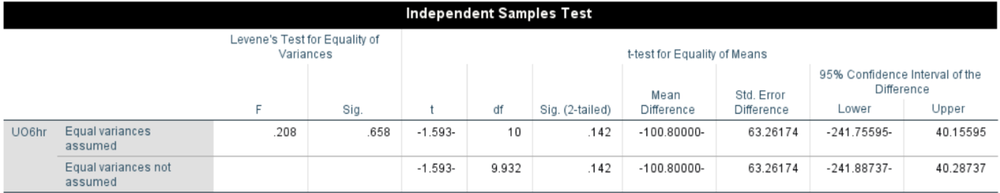 Independent Samples Test
Levene's Test for Equality of
Variances
t-test for Equality of Means
95% Confidence Interval of the
Difference
F Sig. t df Sig. (2-tailed) Mean
Difference Std. Error
Difference Lower Upper
UO6hr Equal variances
assumed .208 .658 -1.593- 10 .142 -100.80000- 63.26174 -241.75595- 40.15595
Equal variances not
assumed -1.593- 9.932 .142 -100.80000- 63.26174 -241.88737- 40.28737